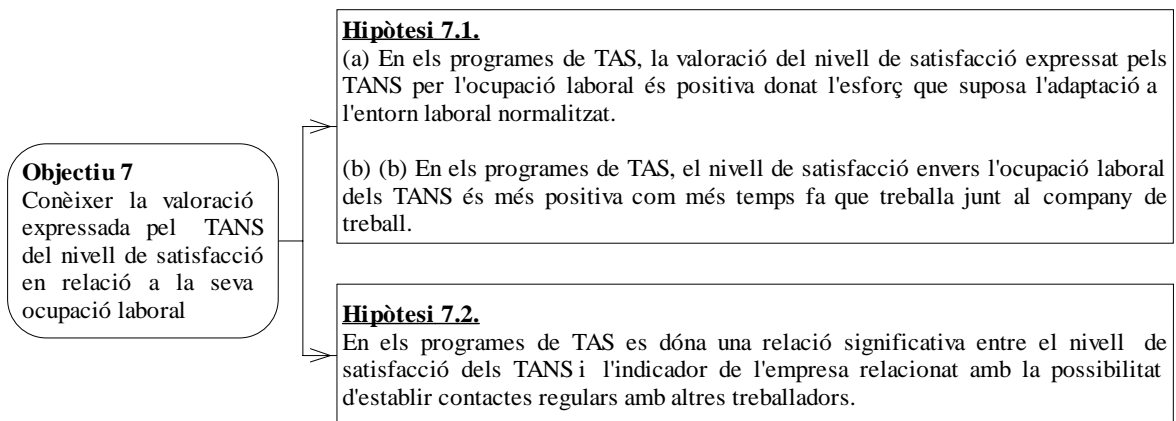 Objectiu 7
Conèixer la valoració
expressada pel TANS
del nivell de satisfacció
en relació a la seva
ocupació laboral
Hipòtesi 7.1.
(a) En els programes de TAS, la valoració del nivell de satisfacció expressat pels
TANS per l'ocupació laboral és positiva donat l'esforç que suposa l'adaptació a
l'entorn laboral normalitzat.
(b) (b) En els programes de TAS, el nivell de satisfacció envers l'ocupació laboral
dels TANS és més positiva com més temps fa que treballa junt al company de
treball.
Hipòtesi 7.2.
En els programes de TAS es dóna una relació significativa entre el nivell de
satisfacció dels TANS i l'indicador de l'empresa relacionat amb la possibilitat
d'establir contactes regulars amb altres treballadors.